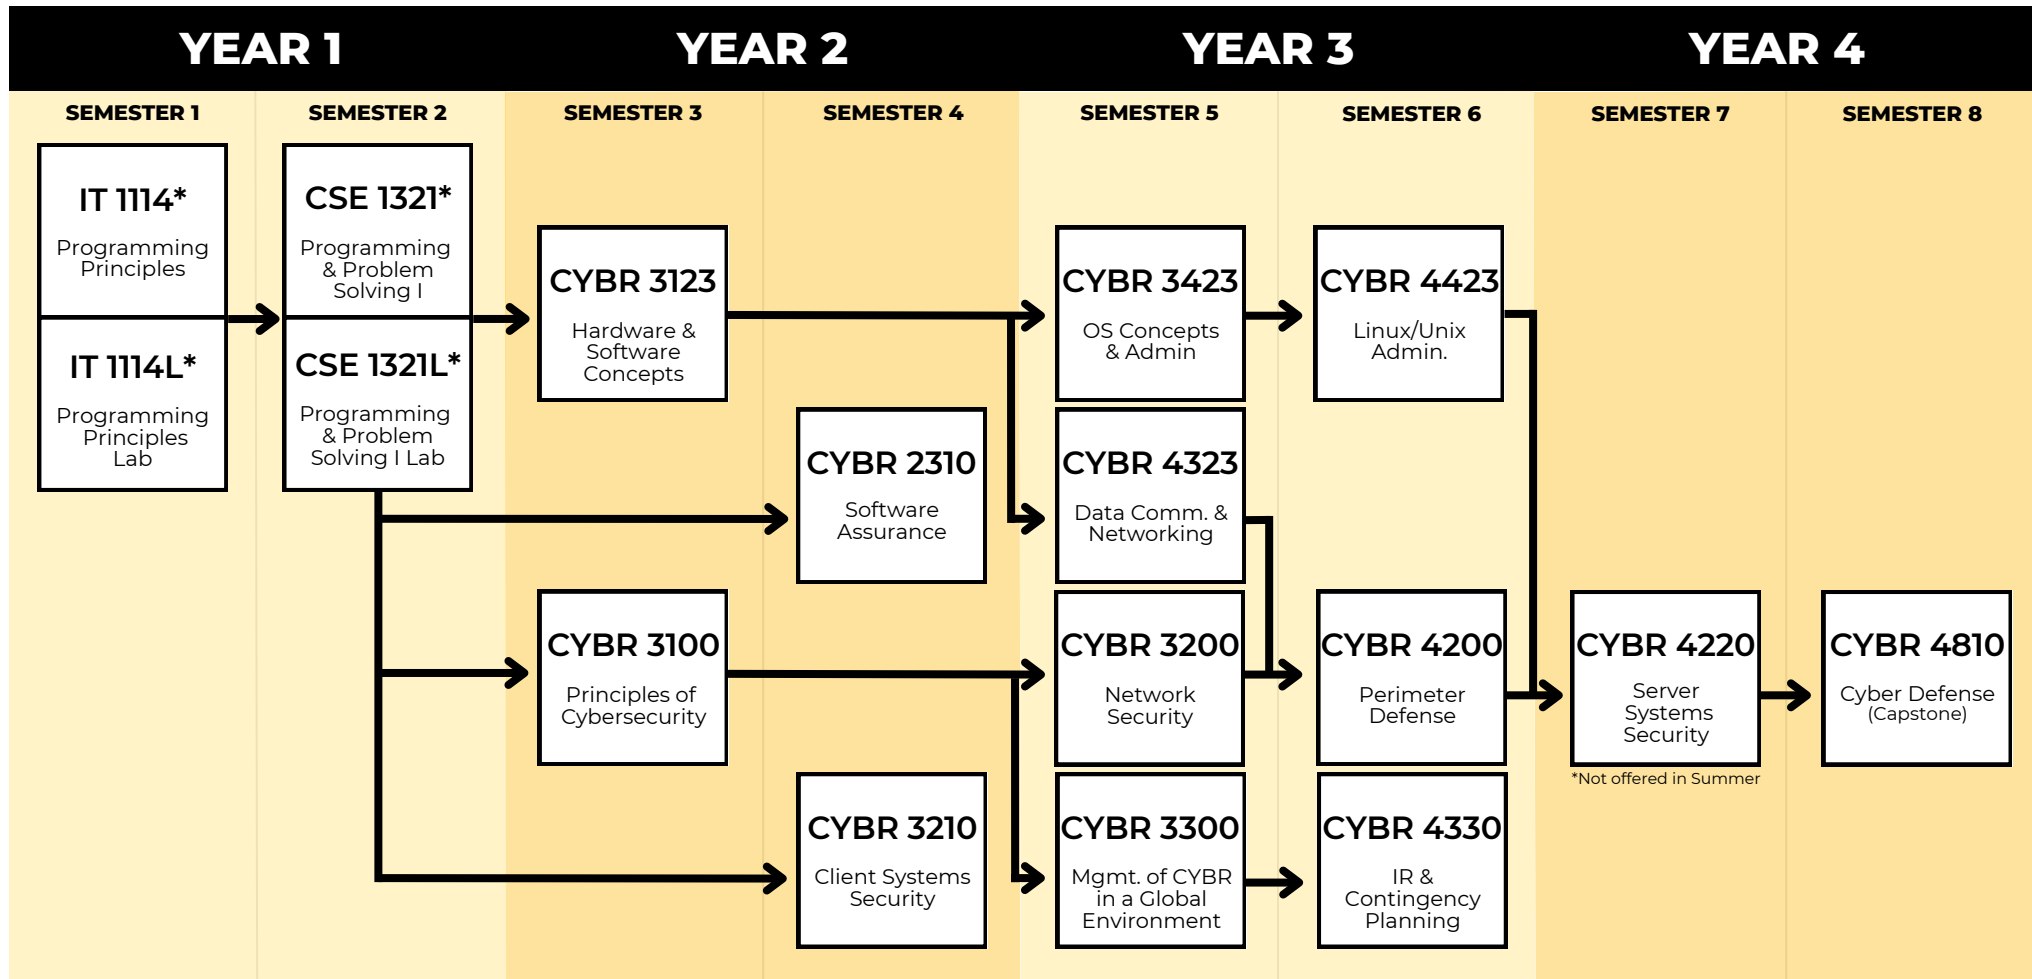 YEAR 1
YEAR 2
YEAR 3
YEAR 4
SEMESTER 1
SEMESTER 2
SEMESTER 3
SEMESTER 4
SEMESTER 5
SEMESTER 6
SEMESTER 7
SEMESTER 8
IT 1114*
Programming
Principles
IT 1114L*
Programming
Principles
Lab
CSE 1321*
Programming
& Problem
Solving I
CSE 1321L*
Programming
& Problem
Solving I Lab
CYBR 3123
Hardware &
Software
Concepts
CYBR 3100
Principles of
Cybersecurity
CYBR 2310
Software
Assurance
CYBR 3210
Client Systems
Security
CYBR 3423
OS Concepts
& Admin
CYBR 4323
Data Comm. &
Networking
CYBR 3200
Network
Security
CYBR 3300
Mgmt. of CYBR
in a Global
Environment
CYBR 4423
Linux/Unix
Admin.
CYBR 4200
Perimeter
Defense
CYBR 4330
IR &
Contingency
Planning
CYBR 4220
Server
Systems
Security
*Not offered in Summer
CYBR 4810
Cyber Defense
(Capstone)